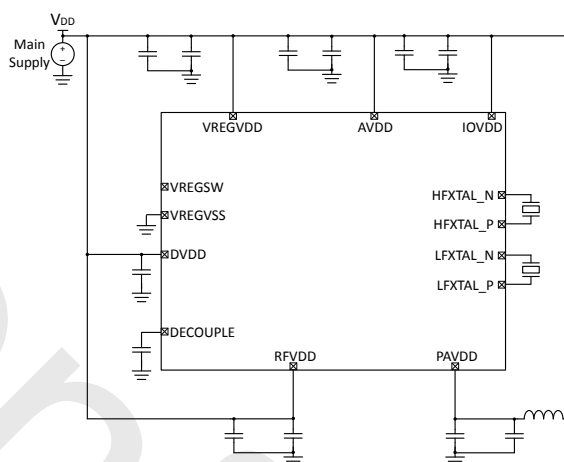 VDD
Main
Supply
VREGVDD
AVDD
IOVDD
VREGSW
HFXTAL_N
VREGVSS
HFXTAL_P
DVDD
LFXTAL_N
LFXTAL_P
DECOUPLE
RFVDD
PAVDD